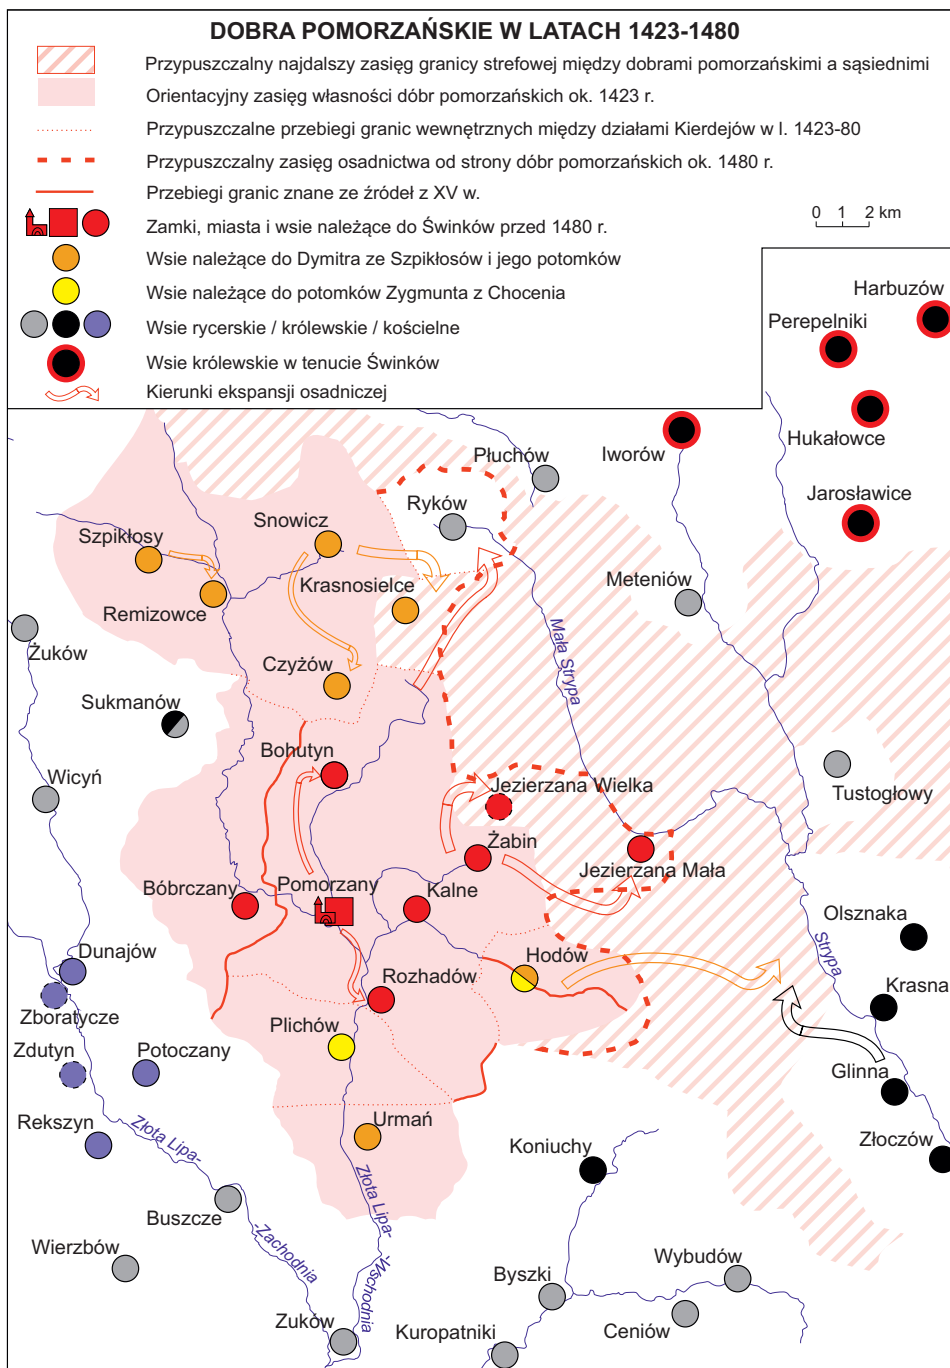 DOBRA POMORZAŃSKIE W LATACH 1423-1480
Przypuszczalny najdalszy zasięg granicy strefowej między dobrami pomorzańskimi a sąsiednimi
Orientacyjny zasięg własności dóbr pomorzańskich ok. 1423 r.
Przypuszczalne przebiegi granic wewnętrznych między działami Kierdejów w l. 1423-80
Przypuszczalny zasięg osadnictwa od strony dóbr pomorzańskich ok. 1480 r.
Przebiegi granic znane ze źródeł z XV w.
Zamki, miasta i wsie należące do Świnków przed 1480 r.
0 1 2 km
Wsie należące do Dymitra ze Szpikłosów i jego potomków
Wsie należące do potomków Zygmunta z Chocenia
Wsie rycerskie / królewskie / kościelne
Wsie królewskie w tenucie Świnków
Kierunki ekspansji osadniczej
Harbuzów
Perepelniki
Hukałowce
Iworów
Płuchów
Jarosławice
Ryków
Snowicz
Szpikłosy
Krasnosielce
Meteniów
Remizowce
Żuków
Mała Strypa
Czyżów
Sukmanów
Bohutyn
Wicyń
Jezierzana Wielka
Tustogłowy
Żabin
Jezierzana Mała
Bóbrczany
Pomorzany
Kalne
Olsznaka
Strypa
Dunajów
Hodów
Krasna
Rozhadów
Zboratycze
Plichów
Zdutyn
Potoczany
Glinna
Rekszyn
Złota Lipa-
Urmań
Koniuchy
Złoczów
Złota Lipa-
Buszcze
-Zachodnia
Wierzbów
-Wschodnia
Wybudów
Byszki
Zuków
Kuropatniki
Ceniów